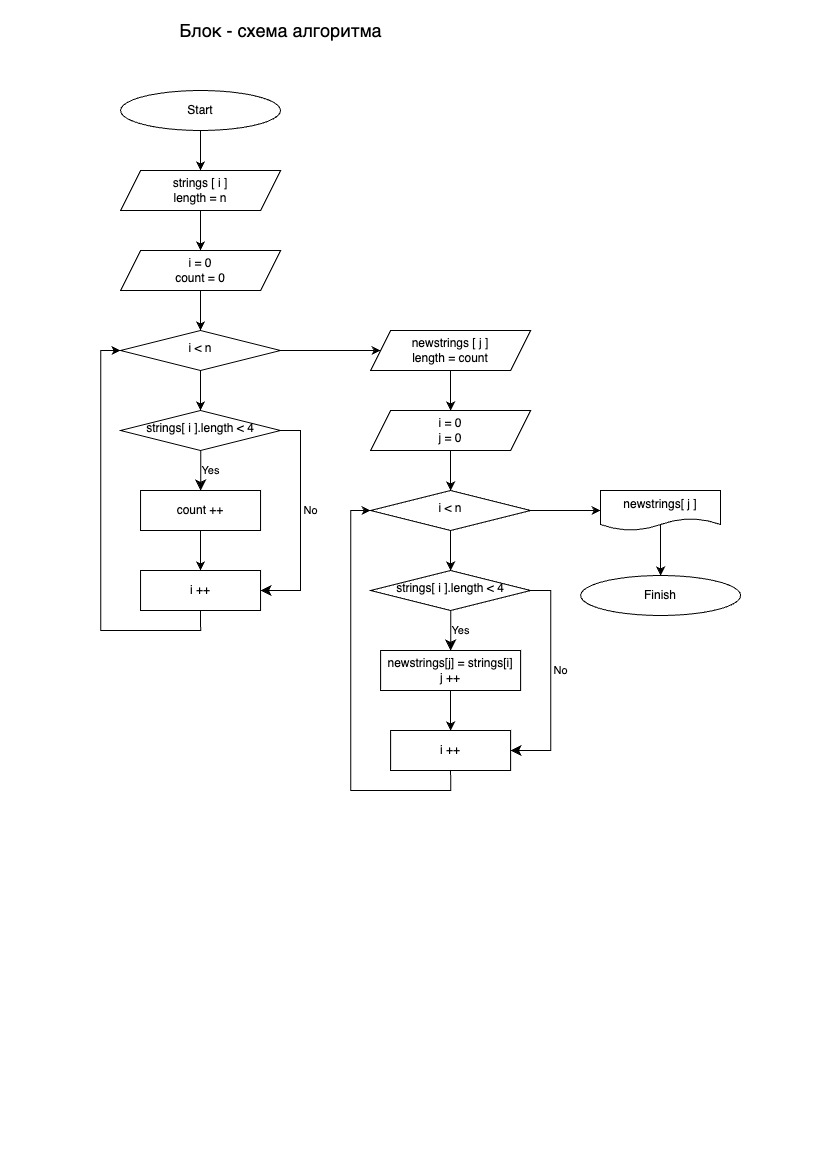 Блок - схема алгоритма
Start
strings [ i ]
length = n
i = 0
count = 0
i < n
strings[ i ].length < 4
Yes
count ++
No
i ++
newstrings [ j ]
length = count
i = 0
j = 0
i < n
strings[ i ].length < 4
Yes
newstrings[j] = strings[i]
j ++
No
i ++
newstrings[ j ]
Finish